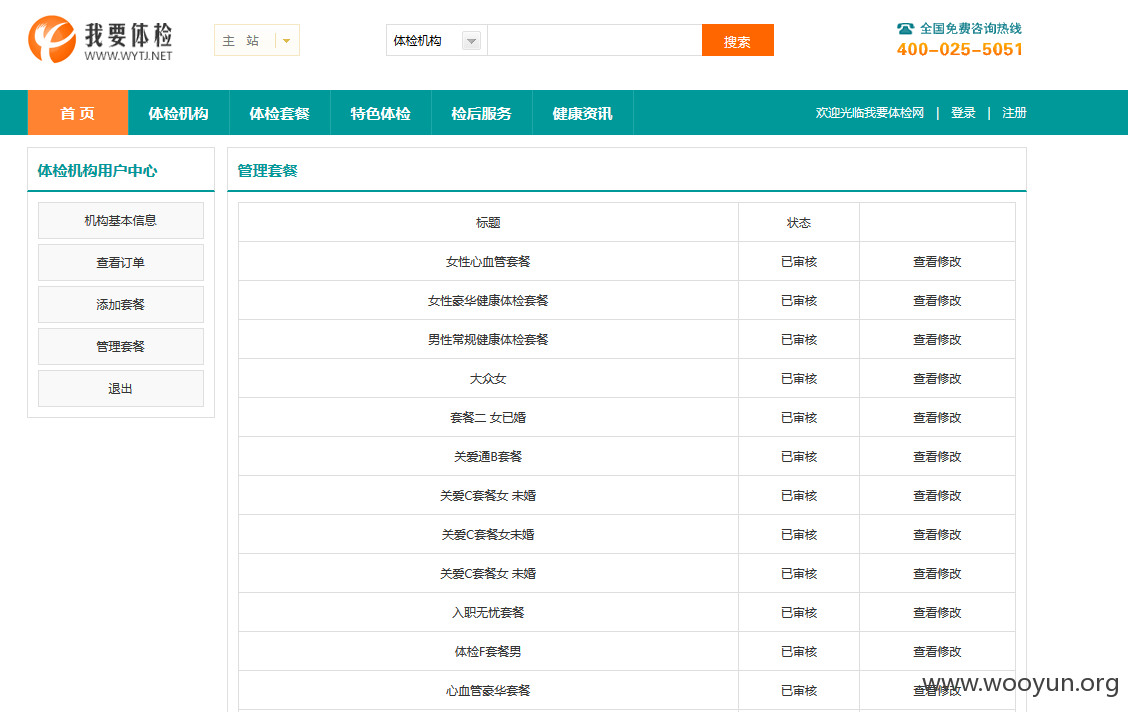 我要体检
WWW.WYTJ.NET
主 站
体检机构
搜索
全国免费咨询热线
400-025-5051
首 页
体检机构
体检套餐
特色体检
检后服务
健康资讯
欢迎光临我要体检网 | 登录 | 注册
体检机构用户中心
机构基本信息
查看订单
添加套餐
管理套餐
退出
管理套餐
标题 状态
女性心血管套餐 已审核 查看修改
女性豪华健康体检套餐 已审核 查看修改
男性常规健康体检套餐 已审核 查看修改
大众女 已审核 查看修改
套餐二 女已婚 已审核 查看修改
关爱通B套餐 已审核 查看修改
关爱C套餐女 未婚 已审核 查看修改
关爱C套餐女未婚 已审核 查看修改
关爱C套餐女 未婚 已审核 查看修改
入职无忧套餐 已审核 查看修改
体检F套餐男 已审核 查看修改
心血管豪华套餐 已审核 查看修改
www.wooyun.org